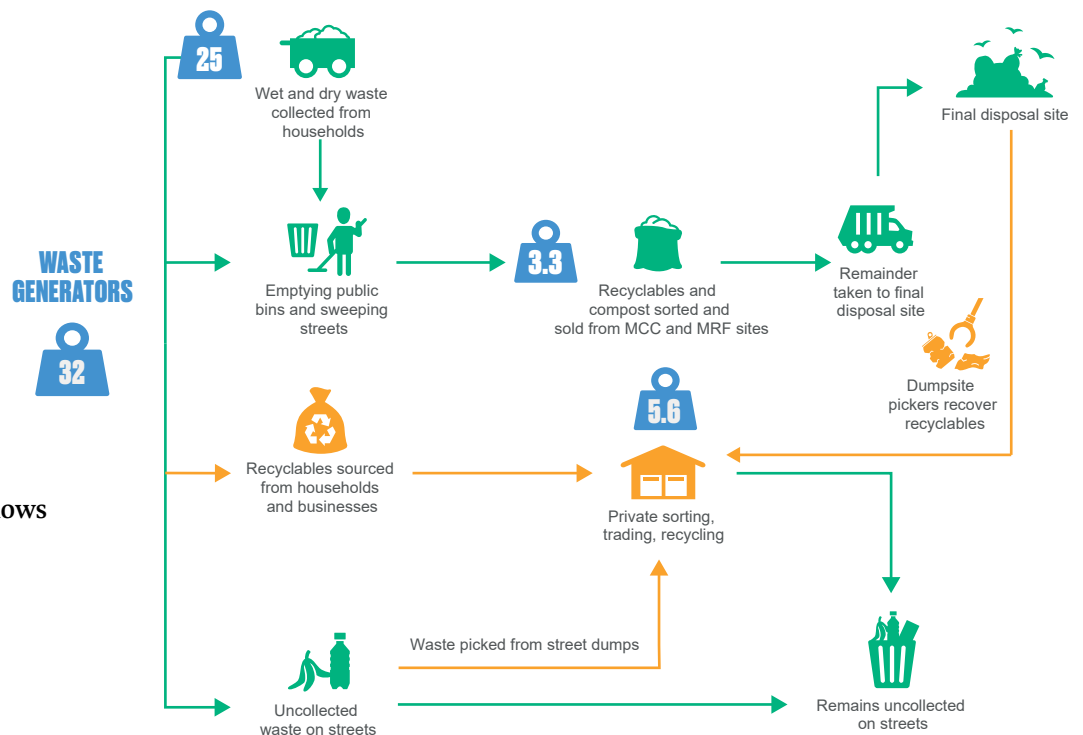 25
Wet and dry waste
collected from
households
Final disposal site
WASTE
GENERATORS
32
Emptying public
bins and sweeping
streets
3.3
Recyclables and
compost sorted and
sold from MCC and MRF sites
Remainder
taken to final
disposal site
Dumpsite
pickers recover
recyclables
5.6
Recyclables sourced
from households
and businesses
Private sorting,
trading, recycling
Waste picked from street dumps
Uncollected
waste on streets
Remains uncollected
on streets